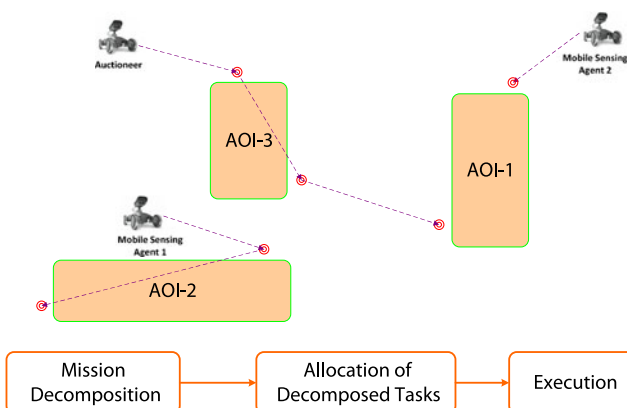 Auctioneer
Mobile Sensing
Agent 2
AOI-3
AOI-1
Mobile Sensing
Agent 1
AOI-2
Mission
Decomposition
Allocation of
Decomposed Tasks
Execution